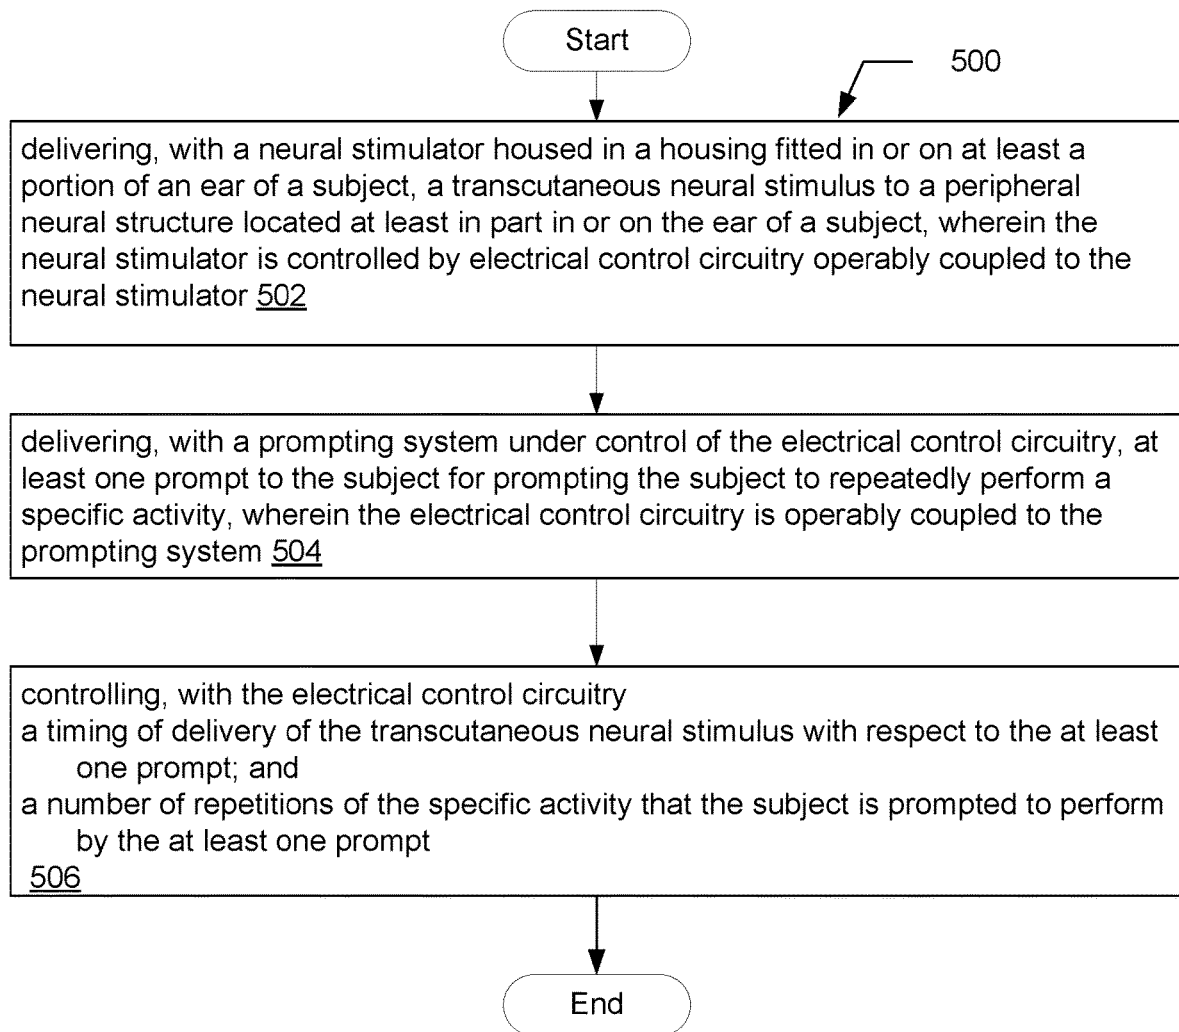 Start
500
delivering, with a neural stimulator housed in a housing fitted in or on at least a
portion of an ear of a subject, a transcutaneous neural stimulus to a peripheral
neural structure located at least in part in or on the ear of a subject, wherein the
neural stimulator is controlled by electrical control circuitry operably coupled to the
neural stimulator 502
delivering, with a prompting system under control of the electrical control circuitry, at
least one prompt to the subject for prompting the subject to repeatedly perform a
specific activity, wherein the electrical control circuitry is operably coupled to the
prompting system 504
controlling, with the electrical control circuitry
a timing of delivery of the transcutaneous neural stimulus with respect to the at least
one prompt; and
a number of repetitions of the specific activity that the subject is prompted to perform
by the at least one prompt
506
End